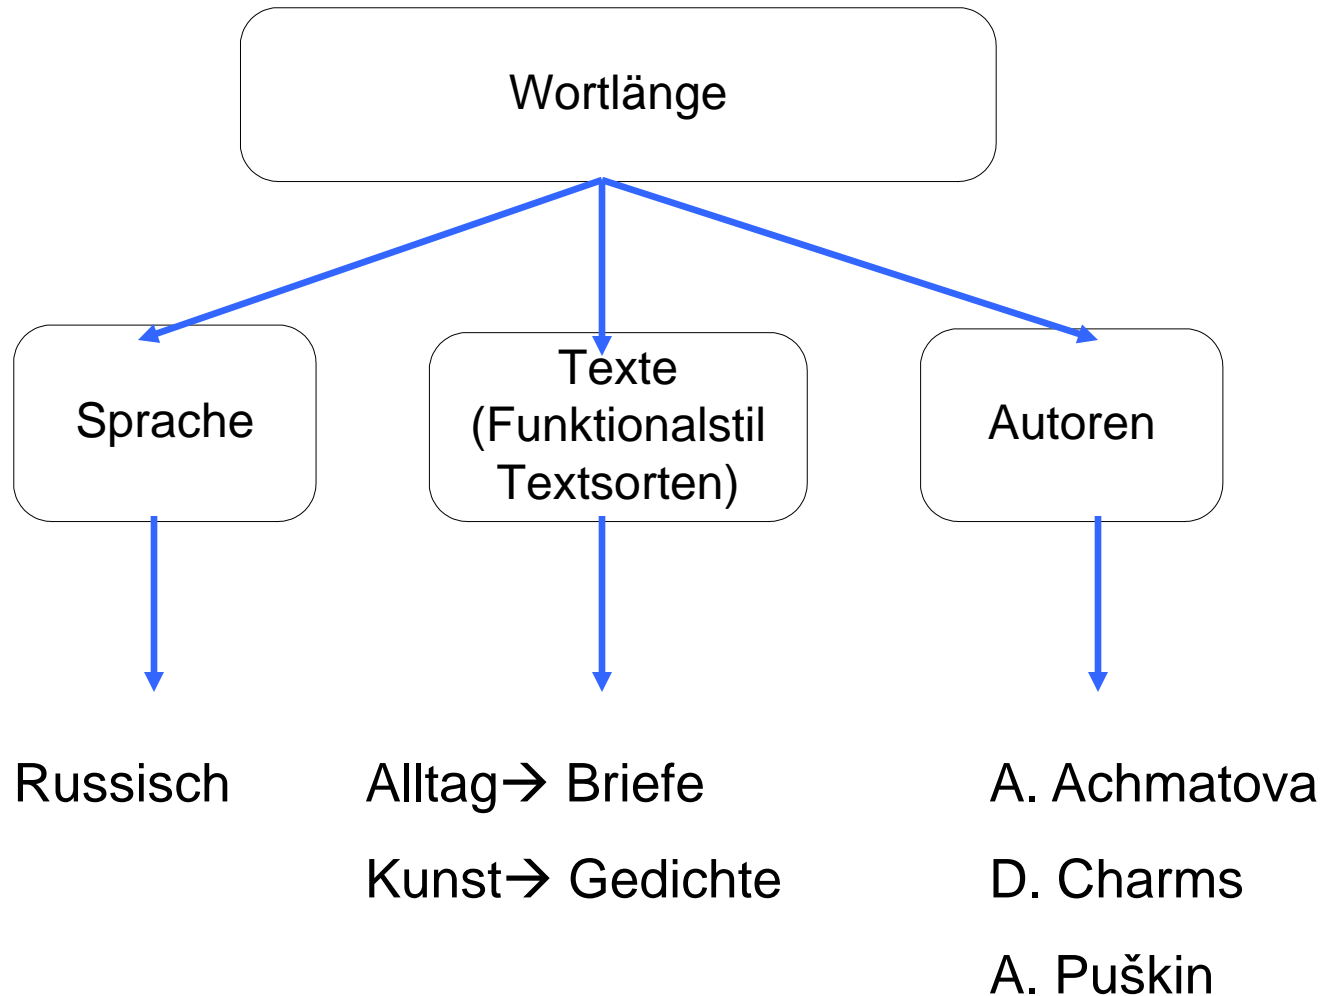 Wortlänge
Sprache
Texte
(Funktionalstil
Textsorten)
Autoren
Russisch
Alltag→ Briefe
Kunst→ Gedichte
A. Achmatova
D. Charms
A. Puškin